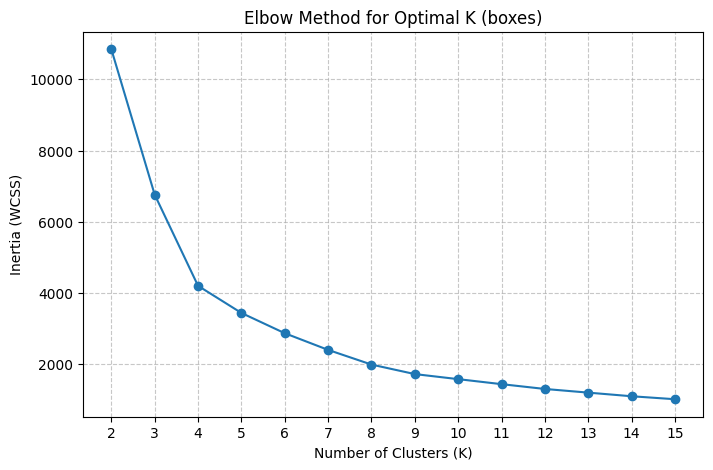 Elbow Method for Optimal K (boxes)
Inertia (WCSS)
10000
8000
6000
4000
2000
2 3 4 5 6 7 8 9 10 11 12 13 14 15
Number of Clusters (K)